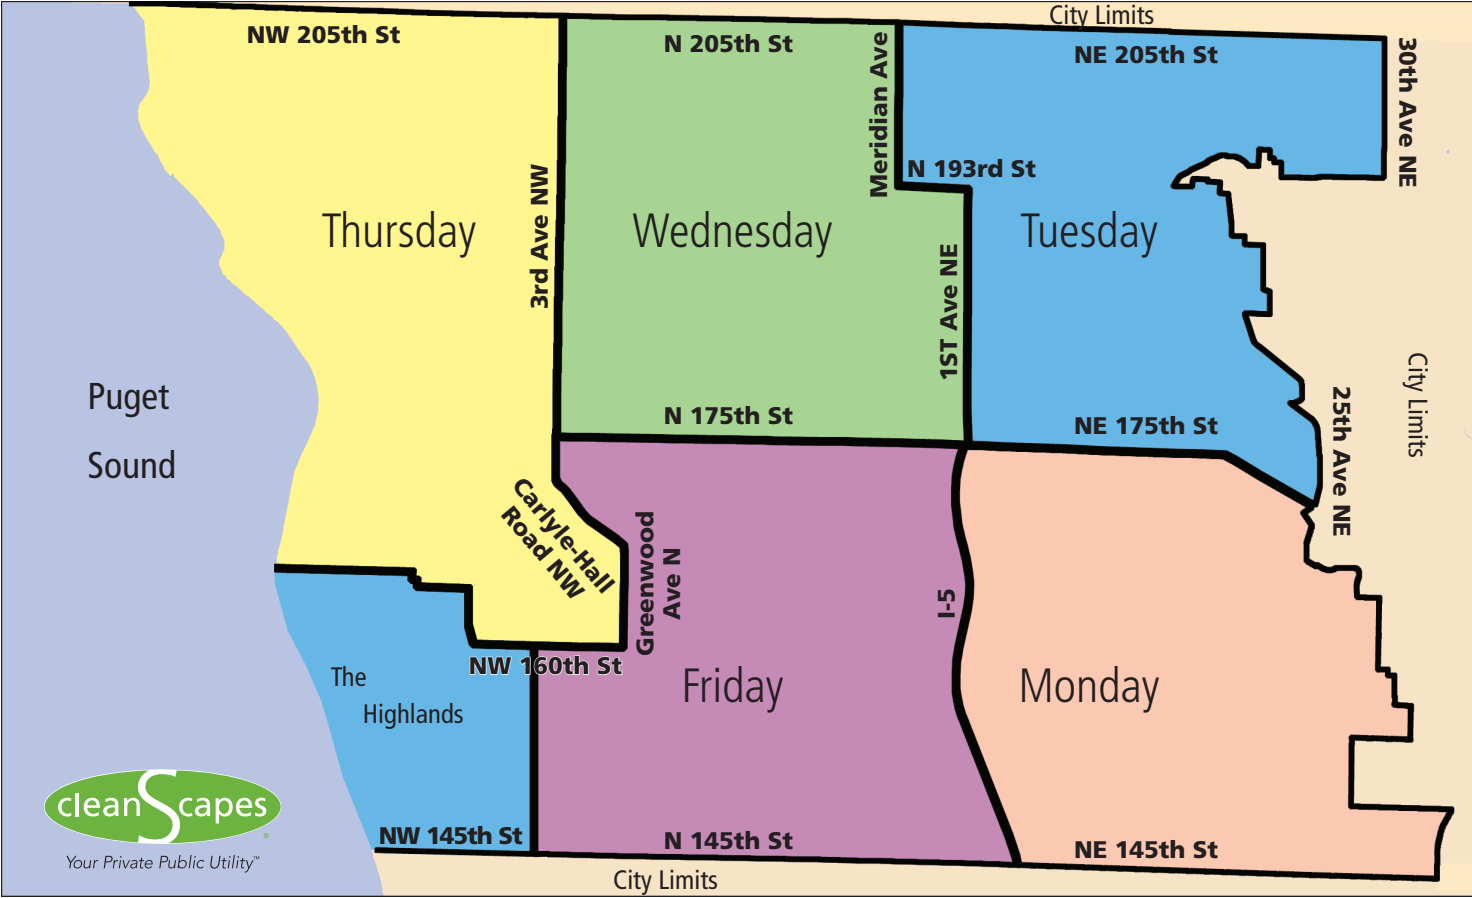 City Limits
NW 205th St
N 205th St
NE 205th St
30th Ave NE
Meridian Ave
N 193rd St
3rd Ave NW
Thursday
Wednesday
Tuesday
1ST Ave NE
City Limits
Puget
Sound
N 175th St
NE 175th St
25th Ave NE
Carlyle-Hall
Road NW
Greenwood
Ave N
I-5
NW 160th St
The
Highlands
Friday
Monday
cleanScapes
Your Private Public Utility™
NW 145th St
N 145th St
NE 145th St
City Limits